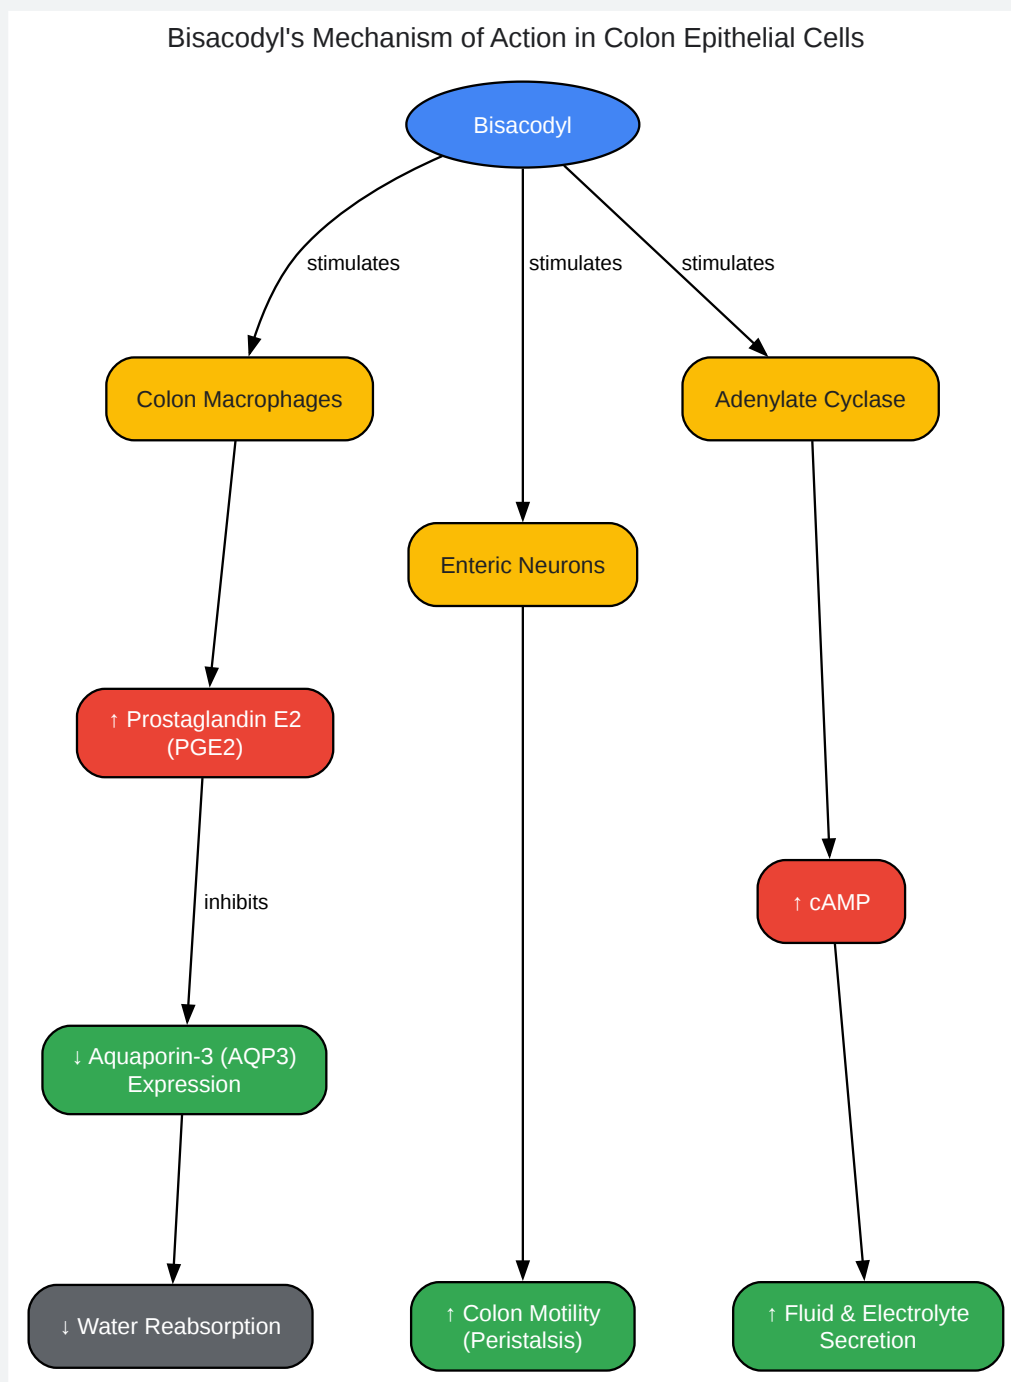 Bisacodyl's Mechanism of Action in Colon Epithelial Cells
Bisacodyl
stimulates
stimulates
stimulates
Colon Macrophages
Adenylate Cyclase
Enteric Neurons
↑ Prostaglandin E2
(PGE2)
inhibits
↑ cAMP
↓ Aquaporin-3 (AQP3)
Expression
↓ Water Reabsorption
↑ Colon Motility
(Peristalsis)
↑ Fluid & Electrolyte
Secretion